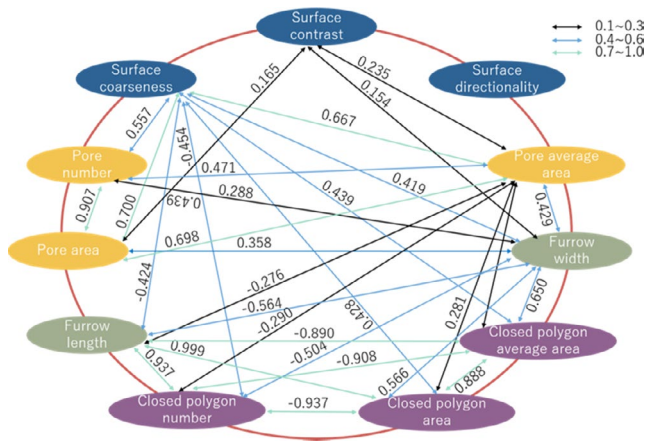 Surface
contrast
0.1~0.3
0.4~0.6
0.7~1.0
Surface
coarseness
Surface
directionality
0.165
0.235
0.154
0.557
-0.454
0.667
Pore
number
Pore average
area
0.471
0.439
0.419
0.907
0.700
0.439
0.288
0.429
Pore area
0.698
0.358
Furrow
width
-0.424
-0.276
-0.564
-0.290
0.428
0.281
0.650
Furrow
length
-0.890
Closed polygon
average area
0.937
0.999
-0.504
-0.908
0.566
0.888
Closed polygon
number
-0.937
Closed polygon
area